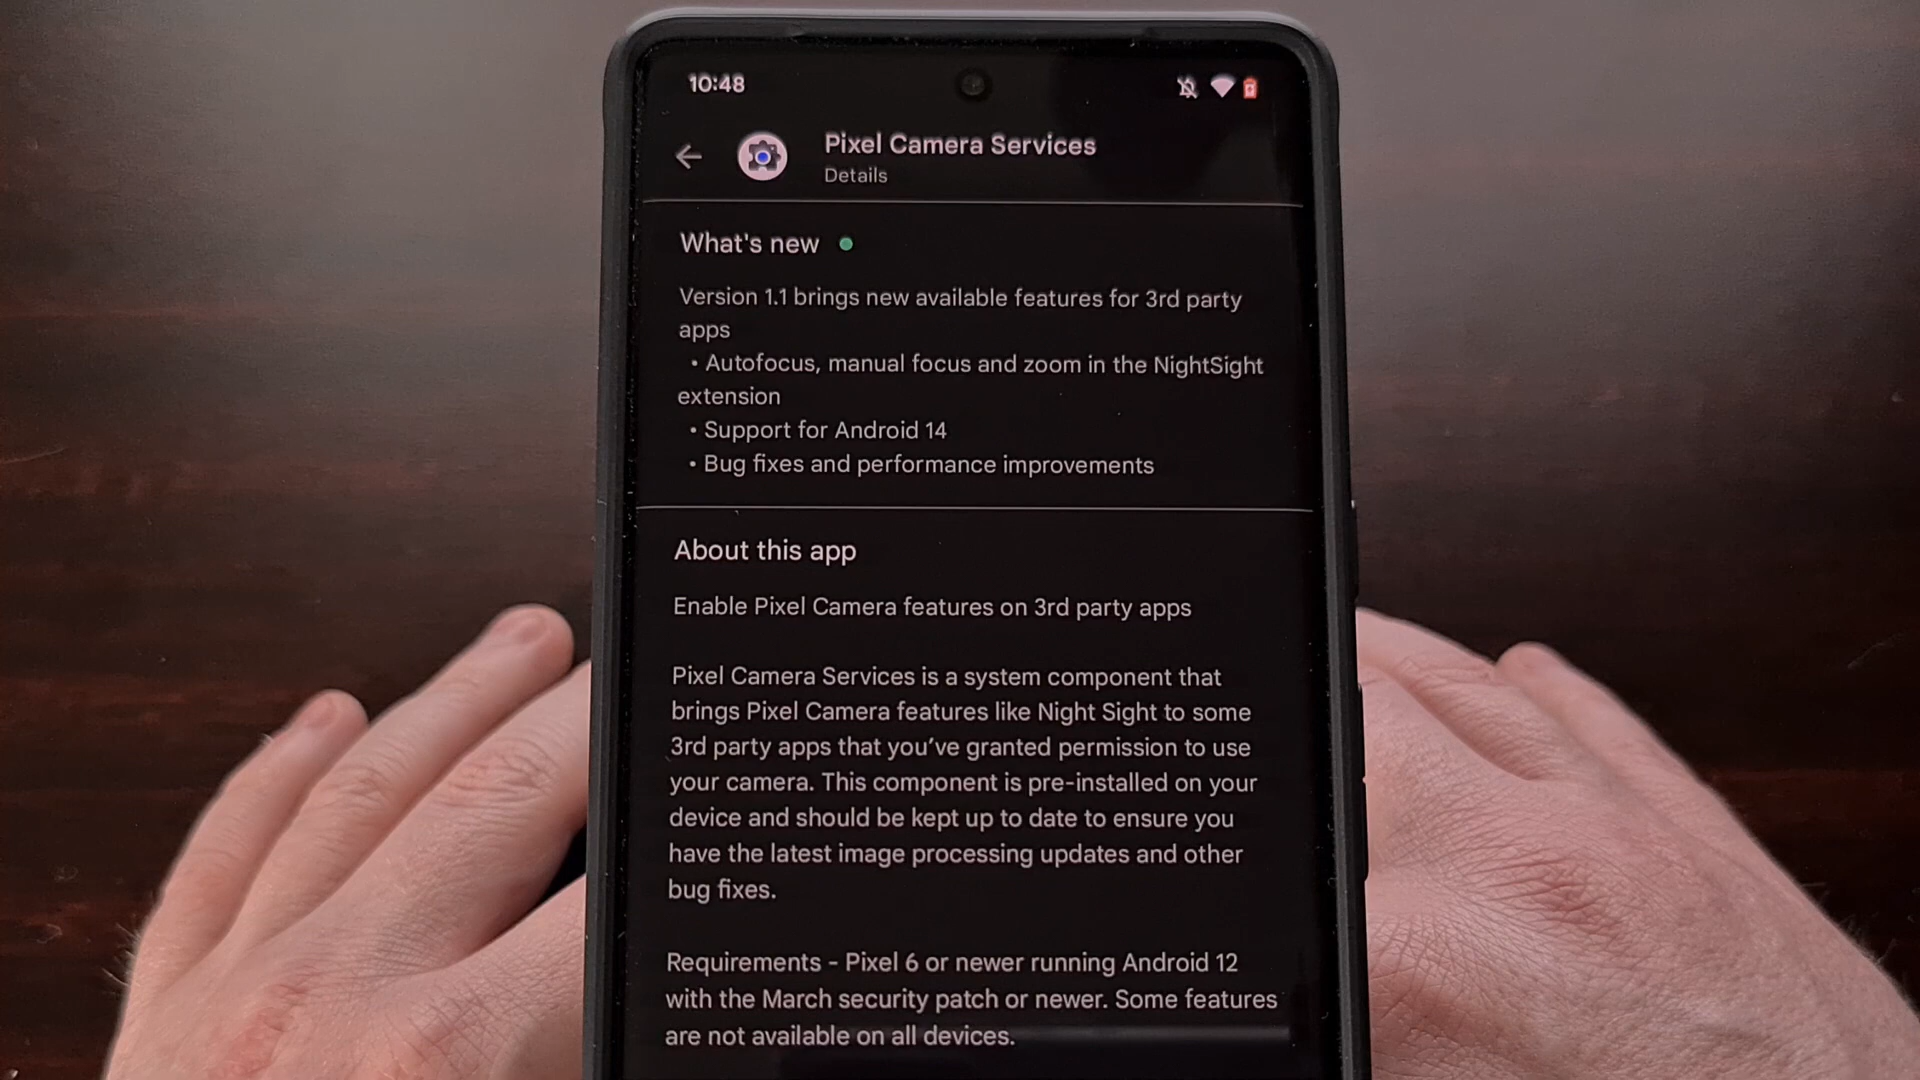 10:48
Pixel Camera Services
Details
What's new
Version 1.1 brings new available features for 3rd party
apps
• Autofocus, manual focus and zoom in the NightSight
extension
• Support for Android 14
• Bug fixes and performance improvements
About this app
Enable Pixel Camera features on 3rd party apps
Pixel Camera Services is a system component that
brings Pixel Camera features like Night Sight to some
3rd party apps that you’ve granted permission to use
your camera. This component is pre-installed on your
device and should be kept up to date to ensure you
have the latest image processing updates and other
bug fixes.
Requirements - Pixel 6 or newer running Android 12
with the March security patch or newer. Some features
are not available on all devices.